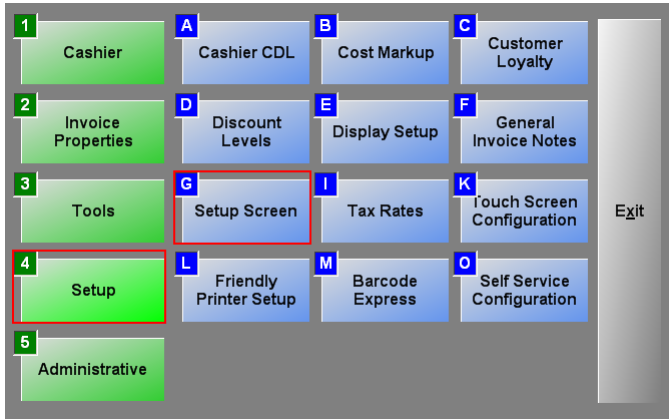 1
Cashier
A
Cashier CDL
B
Cost Markup
C
Customer
Loyalty
2
Invoice
Properties
D
Discount
Levels
E
Display Setup
F
General
Invoice Notes
3
Tools
G
Setup Screen
I
Tax Rates
K
Touch Screen
Configuration
Exit
4
Setup
L
Friendly
Printer Setup
M
Barcode
Express
O
Self Service
Configuration
5
Administrative